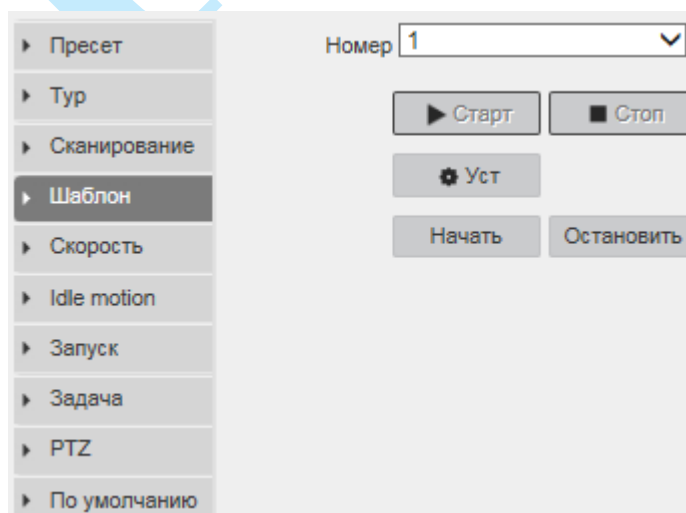 Пресет
Номер 1
Тур
Старт Стоп
Сканирование
Уст
Шаблон
Начать Остановить
Скорость
Idle motion
Запуск
Задача
PTZ
По умолчанию